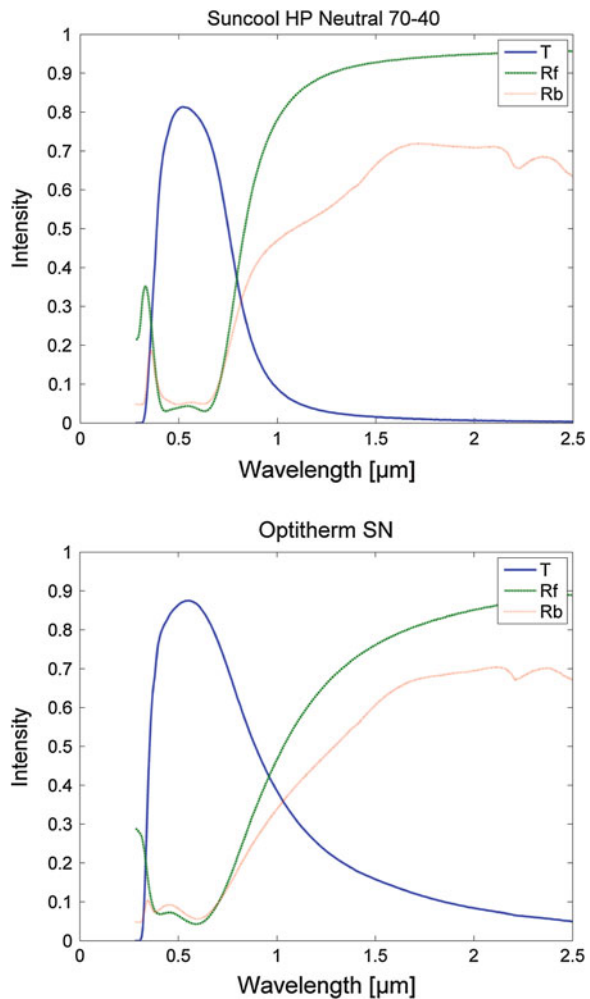 Suncool HP Neutral 70-40
1
0.9
0.8
0.7
0.6
0.5
0.4
0.3
0.2
0.1
0
Intensity
T
Rf
Rb
0 0.5 1 1.5 2 2.5
Wavelength [µm]
Optitherm SN
1
0.9
0.8
0.7
0.6
0.5
0.4
0.3
0.2
0.1
0
Intensity
T
Rf
Rb
0 0.5 1 1.5 2 2.5
Wavelength [µm]